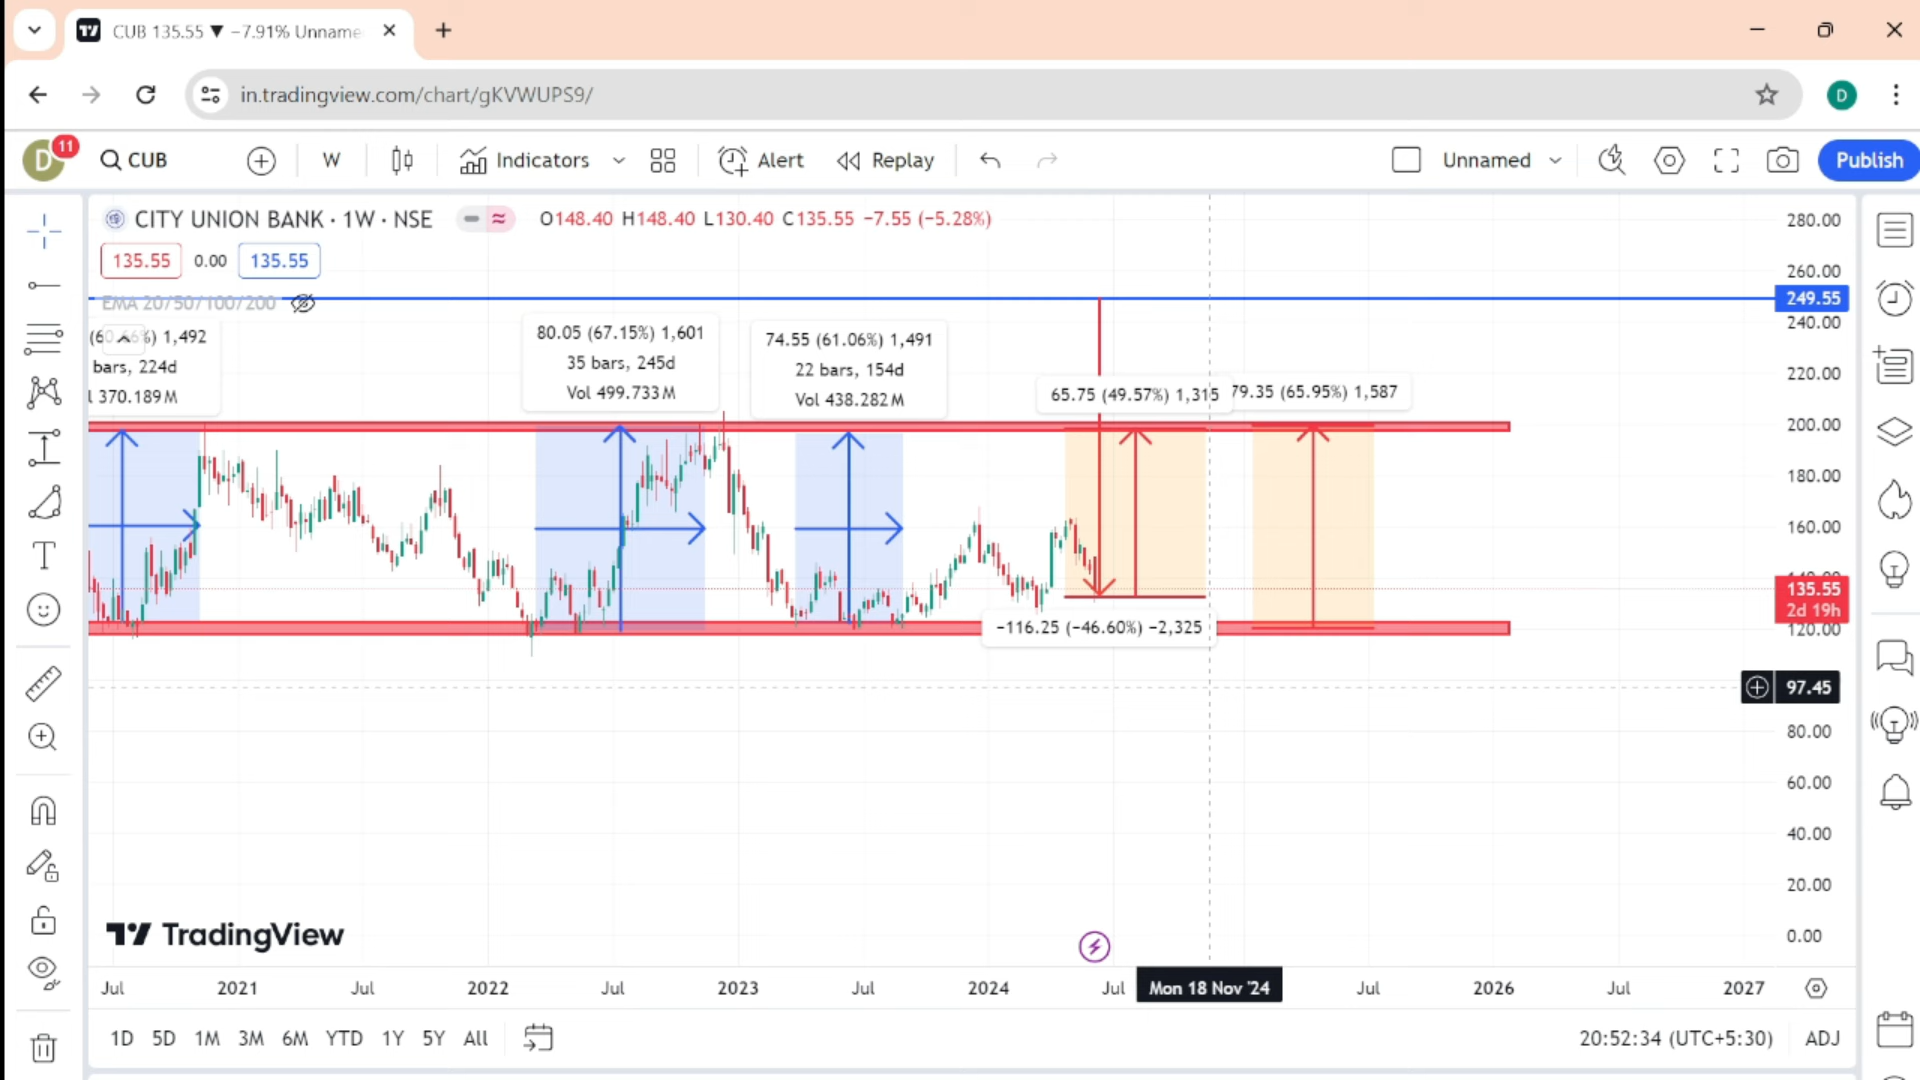 CUB 135.55 ▼ −7.91% Unname
in.tradingview.com/chart/gKVWUPS9/
D 11 CUB W Indicators Alert Replay Unnamed Publish
D
CITY UNION BANK · 1W · NSE O148.40 H148.40 L130.40 C135.55 −7.55 (−5.28%)
135.55 0.00 135.55
EMA 20/50/100/200
%) 1,492
bars, 224d
370.189M
80.05 (67.15%) 1,601
35 bars, 245d
Vol 499.733M
74.55 (61.06%) 1,491
22 bars, 154d
Vol 438.282M
65.75 (49.57%) 1,315
79.35 (65.95%) 1,587
−116.25 (−46.60%) −2,325
280.00
260.00
249.55
240.00
220.00
200.00
180.00
160.00
135.55
2d 19h
120.00
97.45
80.00
60.00
40.00
20.00
0.00
TradingView
Jul 2021 Jul 2022 Jul 2023 Jul 2024 Jul Mon 18 Nov '24 Jul 2026 Jul 2027
1D 5D 1M 3M 6M YTD 1Y 5Y All 20:52:34 (UTC+5:30) ADJ